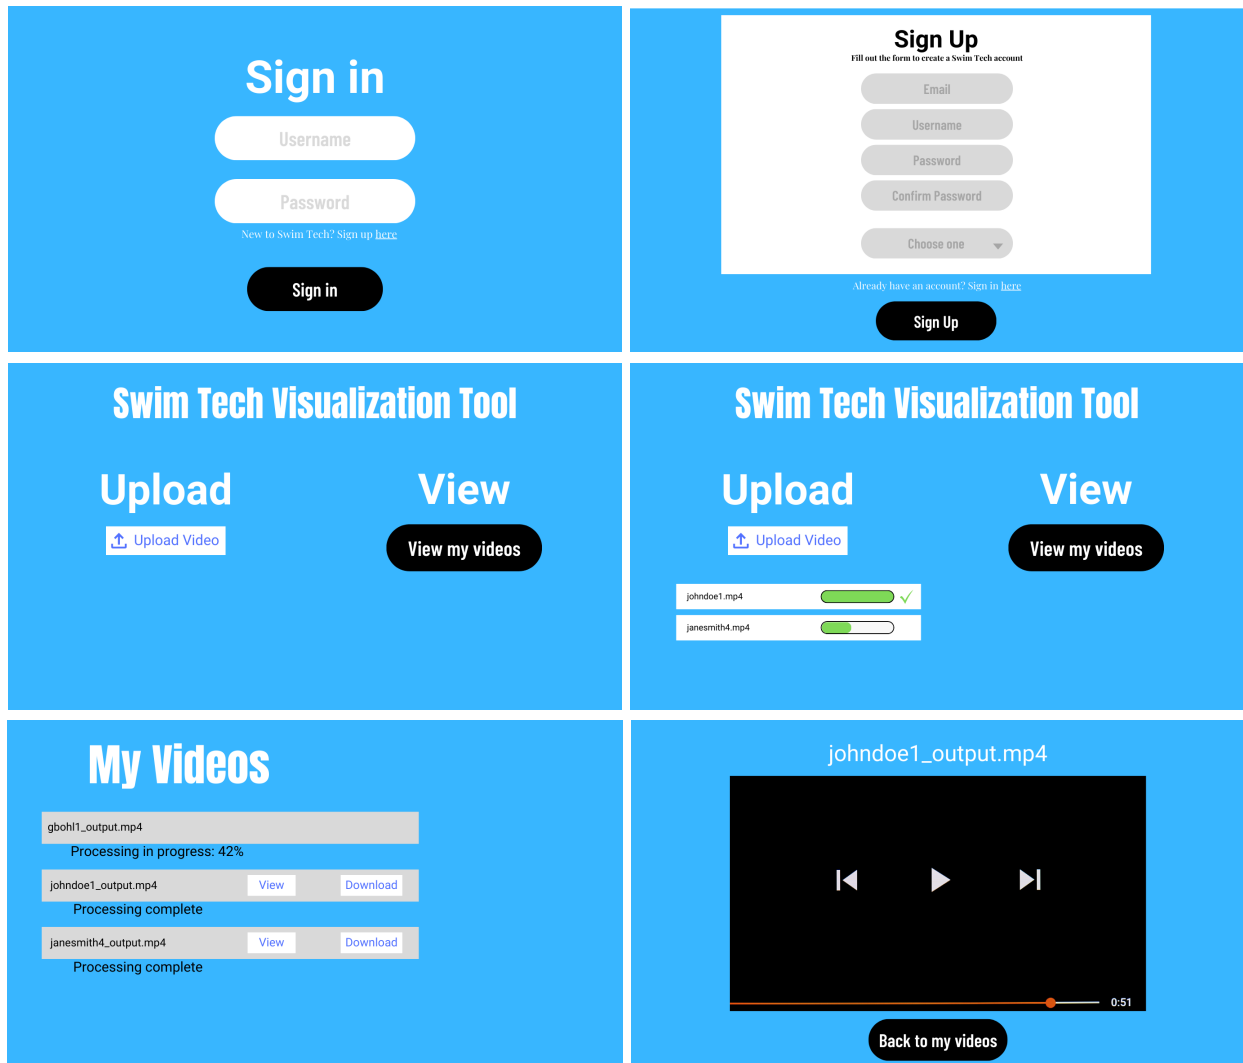 Sign in
Username
Password
New to Swim Tech? Sign up here
Sign in
Sign Up
Fill out the form to create a Swim Tech account
Email
Username
Password
Confirm Password
Choose one
Already have an account? Sign in here
Sign Up
Swim Tech Visualization Tool
Upload
View
Upload Video
View my videos
Swim Tech Visualization Tool
Upload
View
Upload Video
View my videos
johndoe1.mp4
janesmith4.mp4
My Videos
gbohl1_output.mp4
Processing in progress: 42%
johndoe1_output.mp4
View
Download
Processing complete
janesmith4_output.mp4
View
Download
Processing complete
johndoe1_output.mp4
0:51
Back to my videos